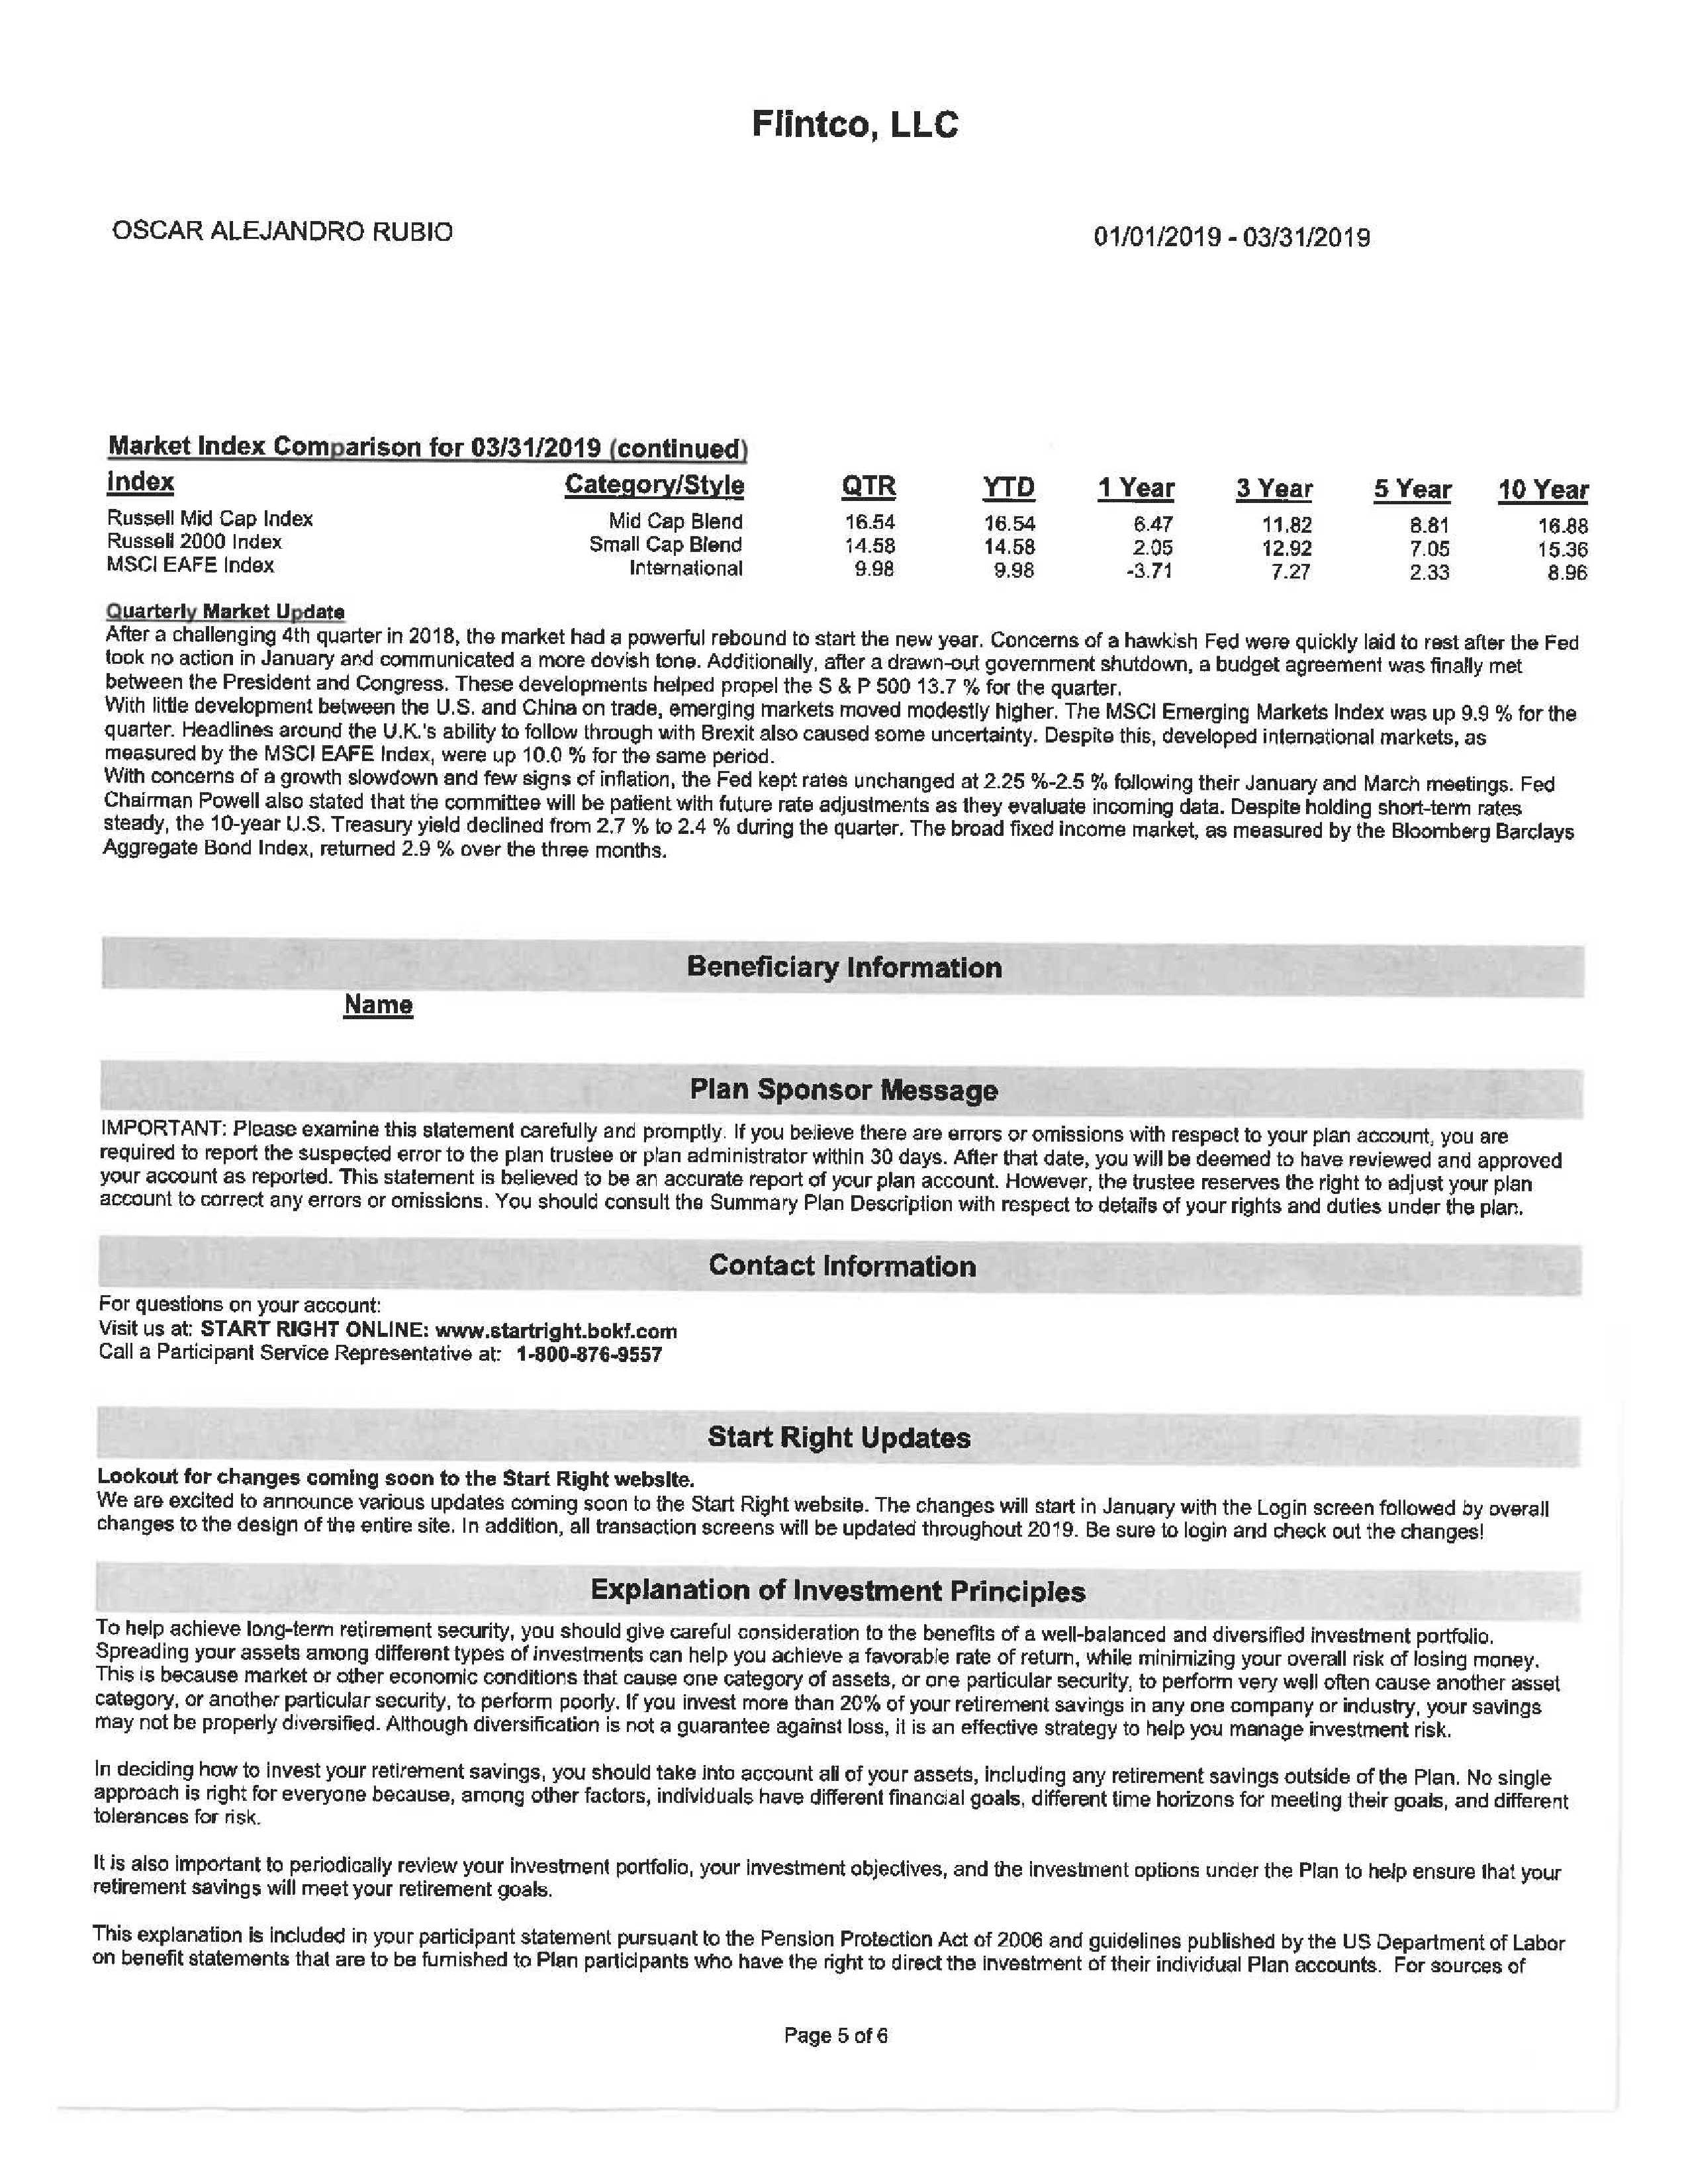 Flintco, LLC
OSCAR ALEJANDRO RUBIO
01/01/2019 - 03/31/2019
Market Index Comparison for 03/31/2019 (continued)
Index Category/Style QTR YTD 1 Year 3 Year 5 Year 10 Year
Russell Mid Cap Index Mid Cap Blend 16.54 16.54 6.47 11.82 8.81 16.88
Russell 2000 Index Small Cap Blend 14.58 14.58 2.05 12.92 7.05 15.36
MSCI EAFE Index International 9.98 9.98 -3.71 7.27 2.33 8.96
Quarterly Market Update
After a challenging 4th quarter in 2018, the market had a powerful rebound to start the new year. Concerns of a hawkish Fed were quickly laid to rest after the Fed
took no action in January and communicated a more dovish tone. Additionally, after a drawn-out government shutdown, a budget agreement was finally met
between the President and Congress. These developments helped propel the S & P 500 13.7 % for the quarter.
With little development between the U.S. and China on trade, emerging markets moved modestly higher. The MSCI Emerging Markets Index was up 9.9 % for the
quarter. Headlines around the U.K.'s ability to follow through with Brexit also caused some uncertainty. Despite this, developed international markets, as
measured by the MSCI EAFE Index, were up 10.0 % for the same period.
With concerns of a growth slowdown and few signs of inflation, the Fed kept rates unchanged at 2.25 %-2.5 % following their January and March meetings. Fed
Chairman Powell also stated that the committee will be patient with future rate adjustments as they evaluate incoming data. Despite holding short-term rates
steady, the 10-year U.S. Treasury yield declined from 2.7 % to 2.4 % during the quarter. The broad fixed income market, as measured by the Bloomberg Barclays
Aggregate Bond Index, returned 2.9 % over the three months.
Beneficiary Information
Name
Plan Sponsor Message
IMPORTANT: Please examine this statement carefully and promptly. If you believe there are errors or omissions with respect to your plan account, you are
required to report the suspected error to the plan trustee or plan administrator within 30 days. After that date, you will be deemed to have reviewed and approved
your account as reported. This statement is believed to be an accurate report of your plan account. However, the trustee reserves the right to adjust your plan
account to correct any errors or omissions. You should consult the Summary Plan Description with respect to details of your rights and duties under the plan.
Contact Information
For questions on your account:
Visit us at: START RIGHT ONLINE: www.startright.bokf.com
Call a Participant Service Representative at: 1-800-876-9557
Start Right Updates
Lookout for changes coming soon to the Start Right website.
We are excited to announce various updates coming soon to the Start Right website. The changes will start in January with the Login screen followed by overall
changes to the design of the entire site. In addition, all transaction screens will be updated throughout 2019. Be sure to login and check out the changes!
Explanation of Investment Principles
To help achieve long-term retirement security, you should give careful consideration to the benefits of a well-balanced and diversified investment portfolio.
Spreading your assets among different types of investments can help you achieve a favorable rate of return, while minimizing your overall risk of losing money.
This is because market or other economic conditions that cause one category of assets, or one particular security, to perform very well often cause another asset
category, or another particular security, to perform poorly. If you invest more than 20% of your retirement savings in any one company or industry, your savings
may not be properly diversified. Although diversification is not a guarantee against loss, it is an effective strategy to help you manage investment risk.
In deciding how to invest your retirement savings, you should take into account all of your assets, including any retirement savings outside of the Plan. No single
approach is right for everyone because, among other factors, individuals have different financial goals, different time horizons for meeting their goals, and different
tolerances for risk.
It is also important to periodically review your investment portfolio, your investment objectives, and the investment options under the Plan to help ensure that your
retirement savings will meet your retirement goals.
This explanation is included in your participant statement pursuant to the Pension Protection Act of 2006 and guidelines published by the US Department of Labor
on benefit statements that are to be furnished to Plan participants who have the right to direct the investment of their individual Plan accounts. For sources of
Page 5 of 6